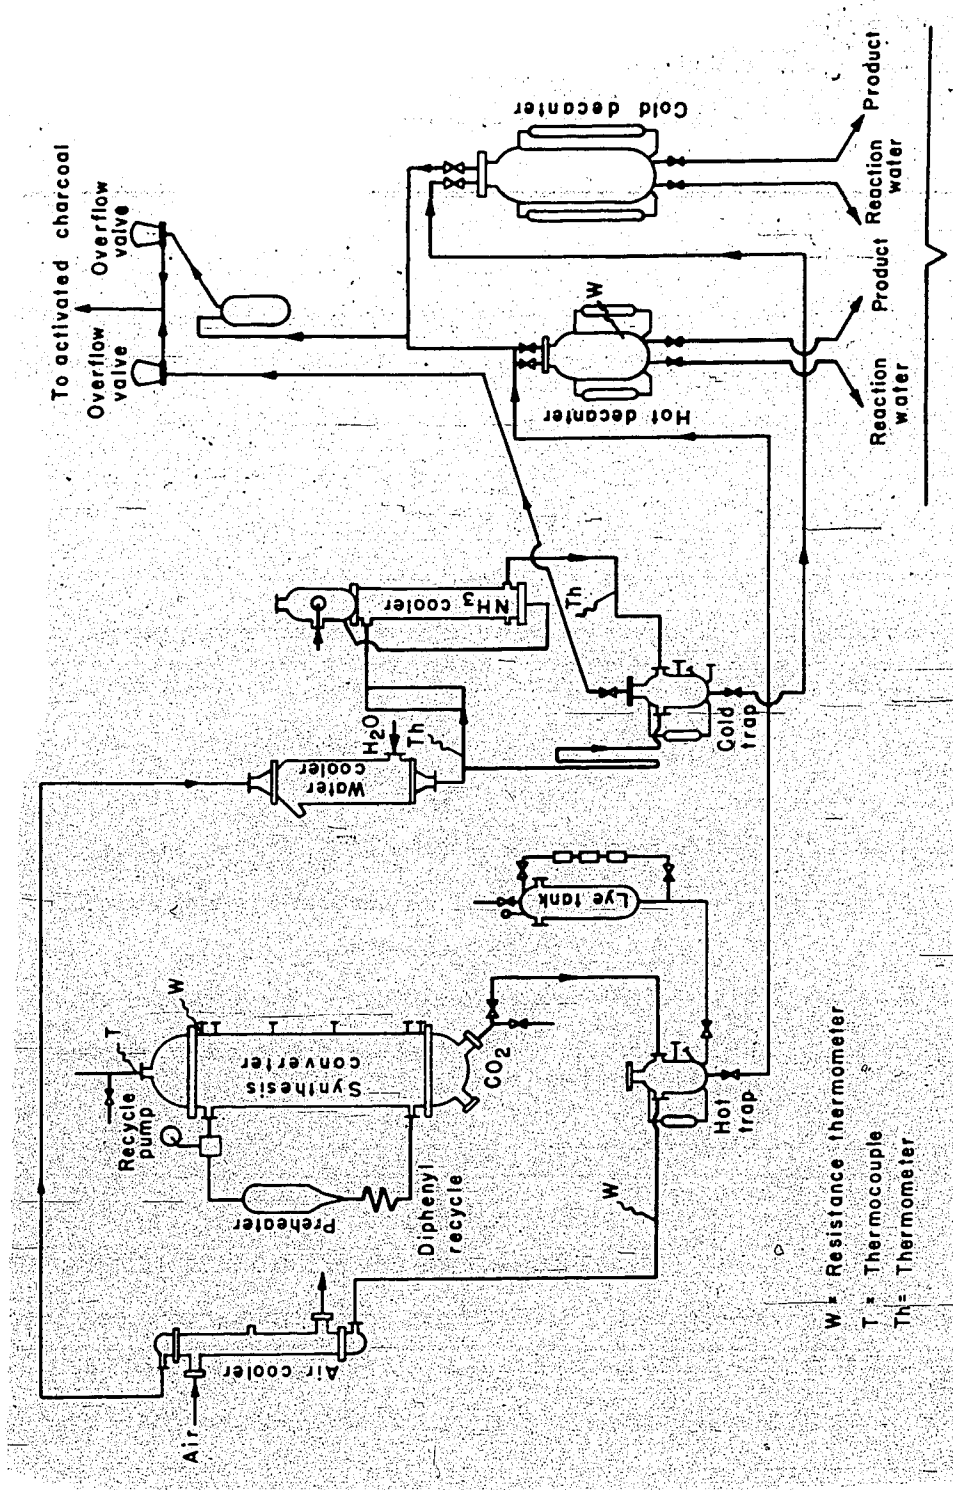 To activated charcoal
Overflow
valve
Overflow
valve
Cold decanter
Product
Reaction
water
Hot decanter
W
Product
Reaction
water
NH3
cooler
Th
H2O
Th
Water
cooler
Cold
trap
Lye tank
W
T
Recycle
pump
Synthesis
converter
CO2
Preheater
Diphenyl
recycle
Hot
trap
W
Air
Air cooler
W = Resistance thermometer
T = Thermocouple
Th = Thermometer